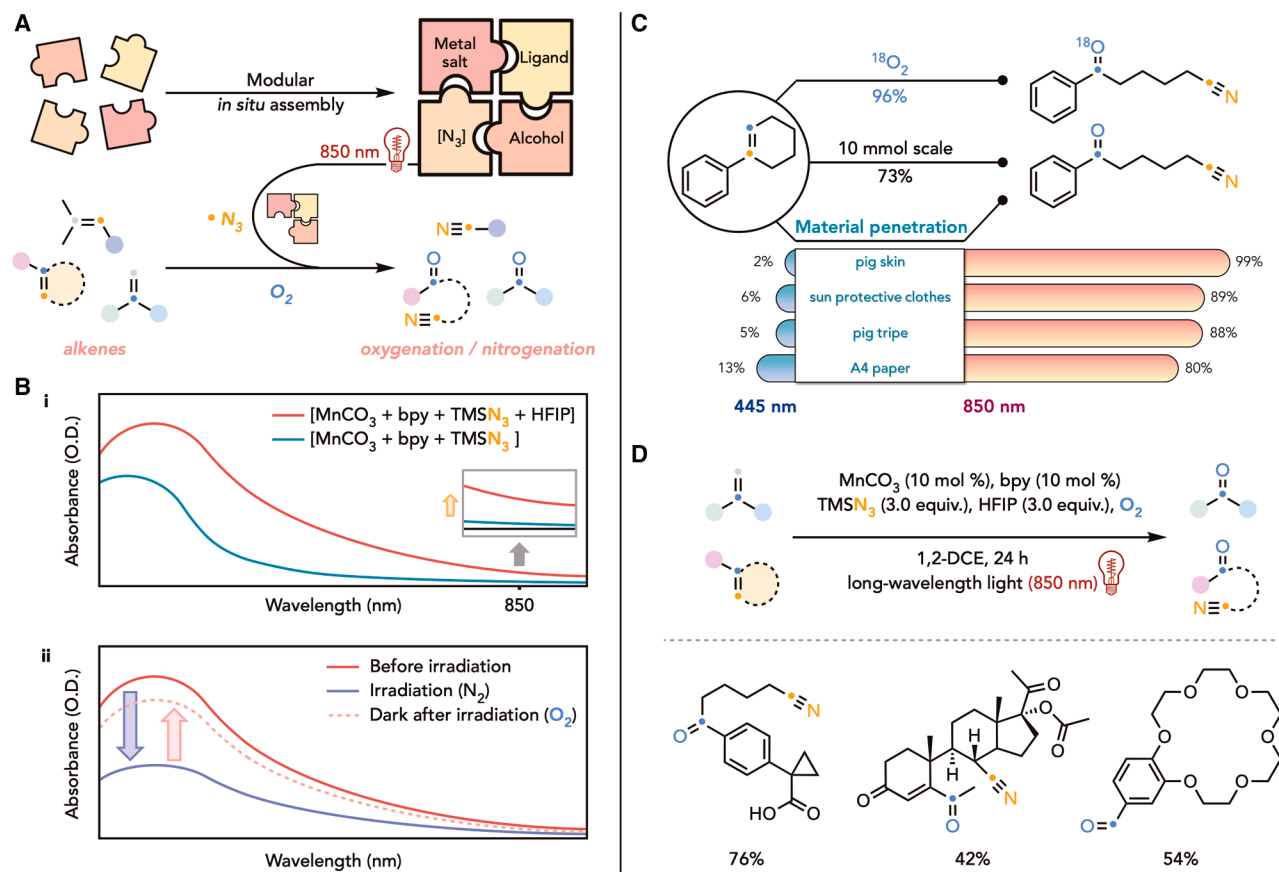 A
Modular
in situ assembly
Metal
salt
Ligand
[N3]
Alcohol
850 nm
• N3
O2
N
O
N
O
alkenes
oxygenation / nitrogenation
B
i
[MnCO3 + bpy + TMSN3 + HFIP]
[MnCO3 + bpy + TMSN3 ]
Absorbance (O.D.)
850
Wavelength (nm)
ii
Before irradiation
Irradiation (N2)
Dark after irradiation (O2)
Absorbance (O.D.)
Wavelength (nm)
C
18O2
96%
18O
N
10 mmol scale
73%
O
N
Material penetration
2%
pig skin
99%
6%
sun protective clothes
89%
5%
pig tripe
88%
13%
A4 paper
80%
445 nm
850 nm
D
MnCO3 (10 mol %), bpy (10 mol %)
TMSN3 (3.0 equiv.), HFIP (3.0 equiv.), O2
1,2-DCE, 24 h
long-wavelength light (850 nm)
O
O
N
N
O
HO
O
76%
O
O
O
H
H
H
N
O
O
42%
O
O
O
O
O
O
O
54%